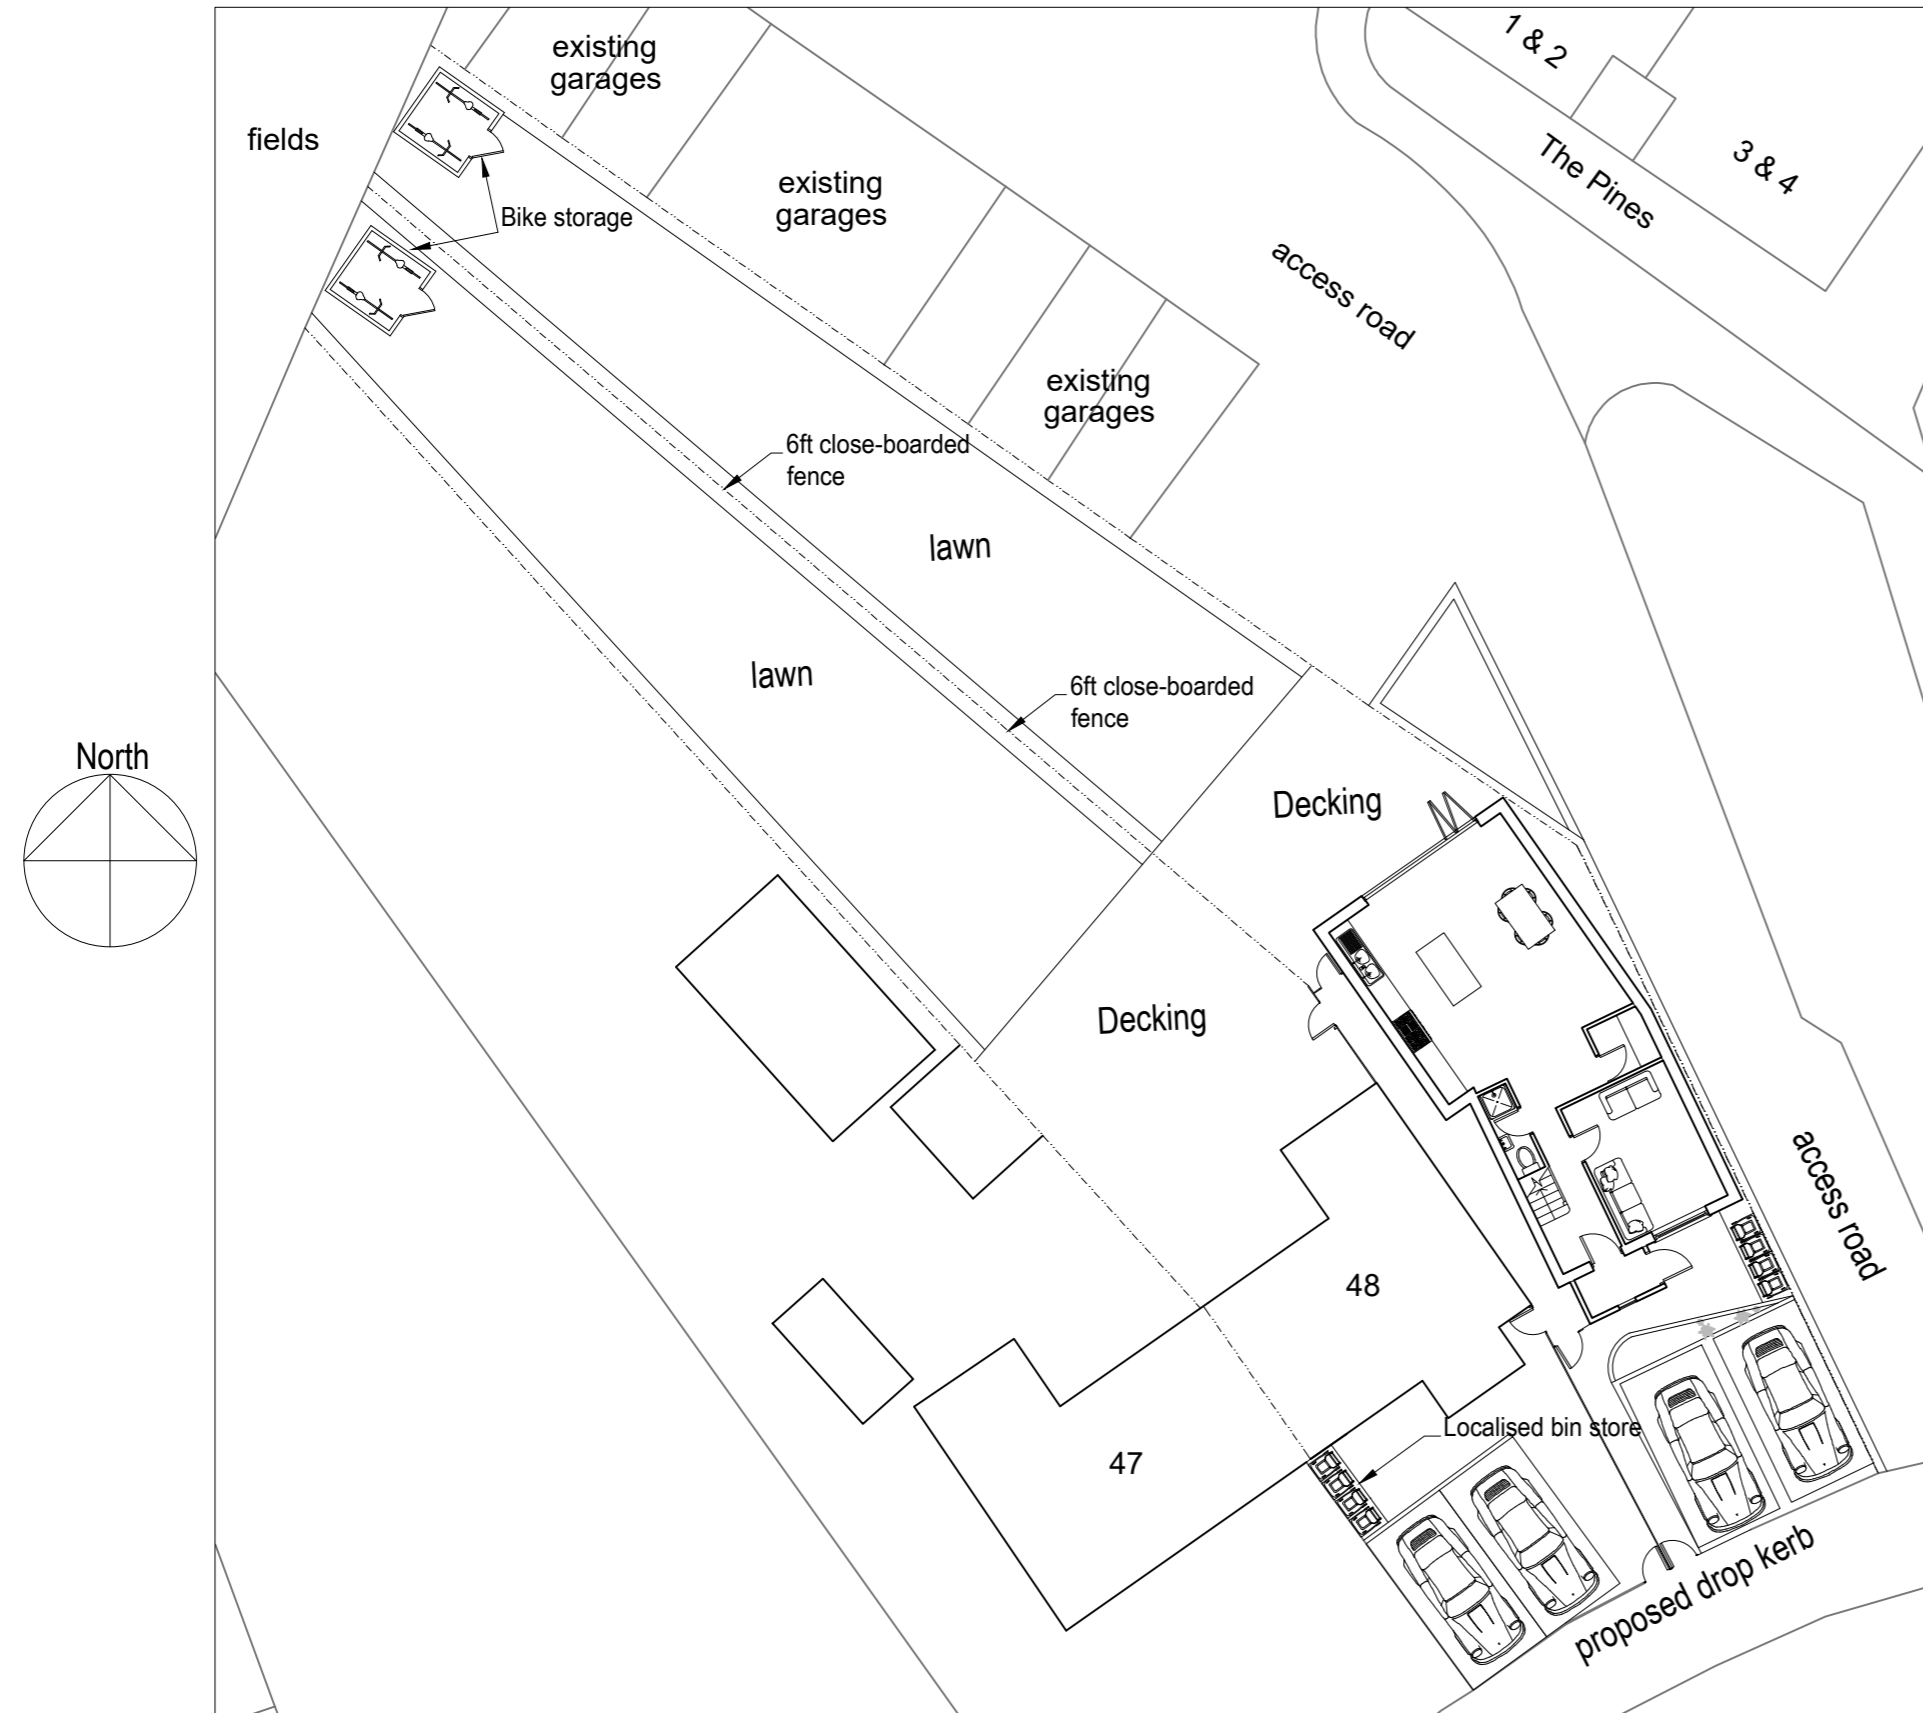 existing
garages
1 & 2
fields
existing
garages
The Pines
3 & 4
Bike storage
access road
existing
garages
6ft close-boarded
fence
lawn
lawn
6ft close-boarded
fence
North
Decking
Decking
access road
48
Localised bin store
47
proposed drop kerb